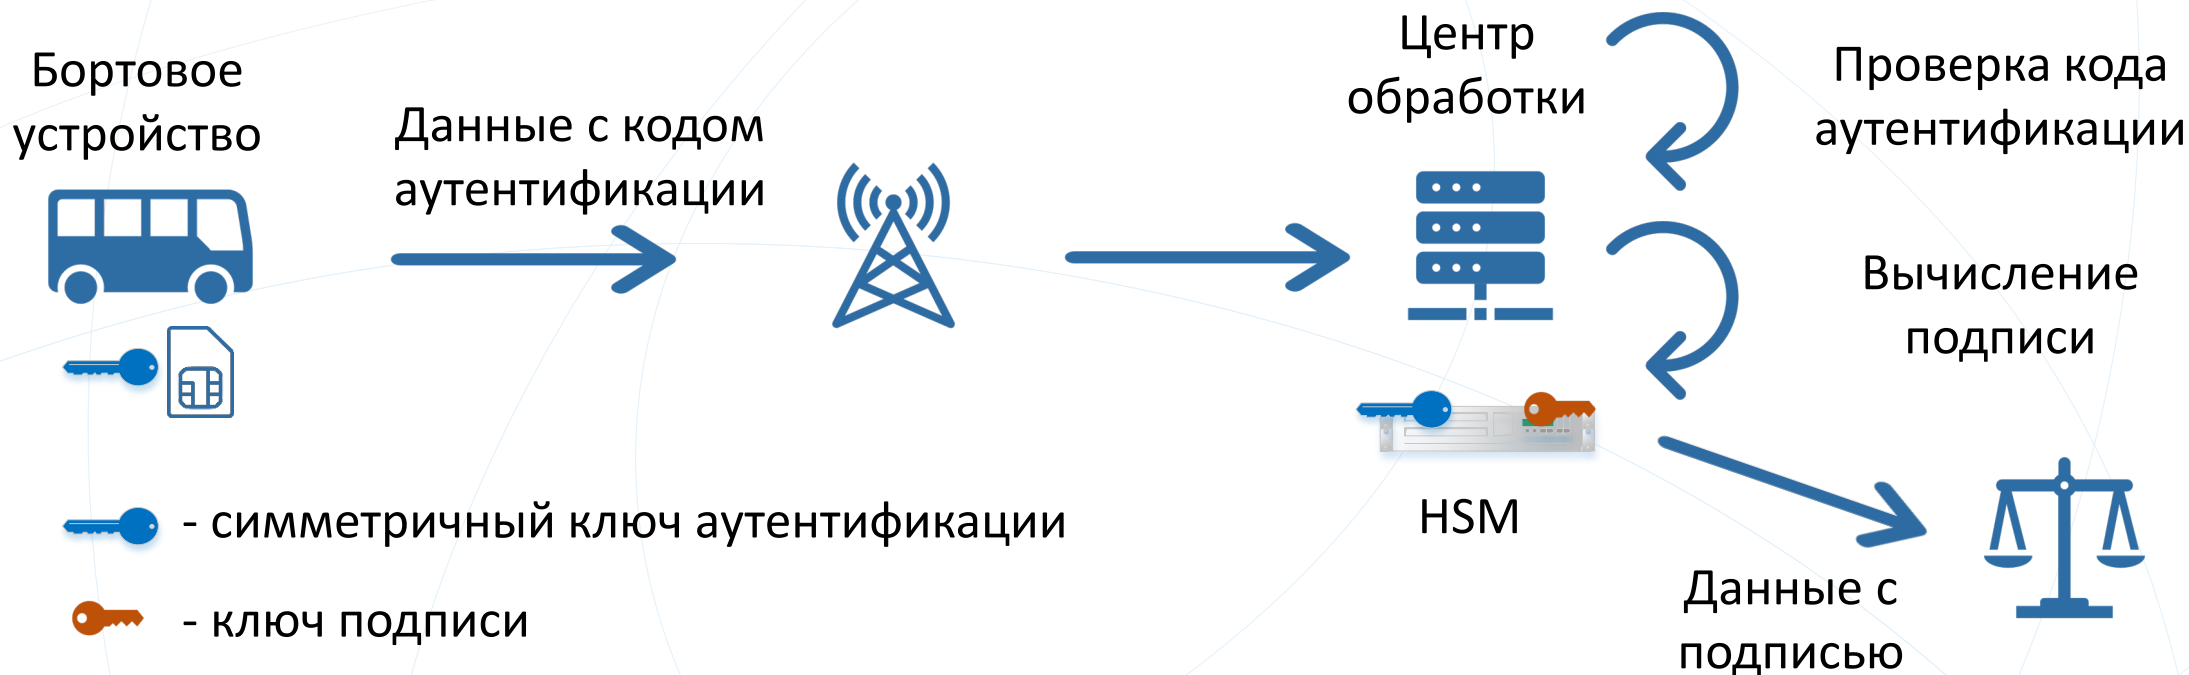 Бортовое
устройство
Данные с кодом
аутентификации
Центр
обработки
Проверка кода
аутентификации
Вычисление
подписи
HSM
- симметричный ключ аутентификации
- ключ подписи
Данные с
подписью